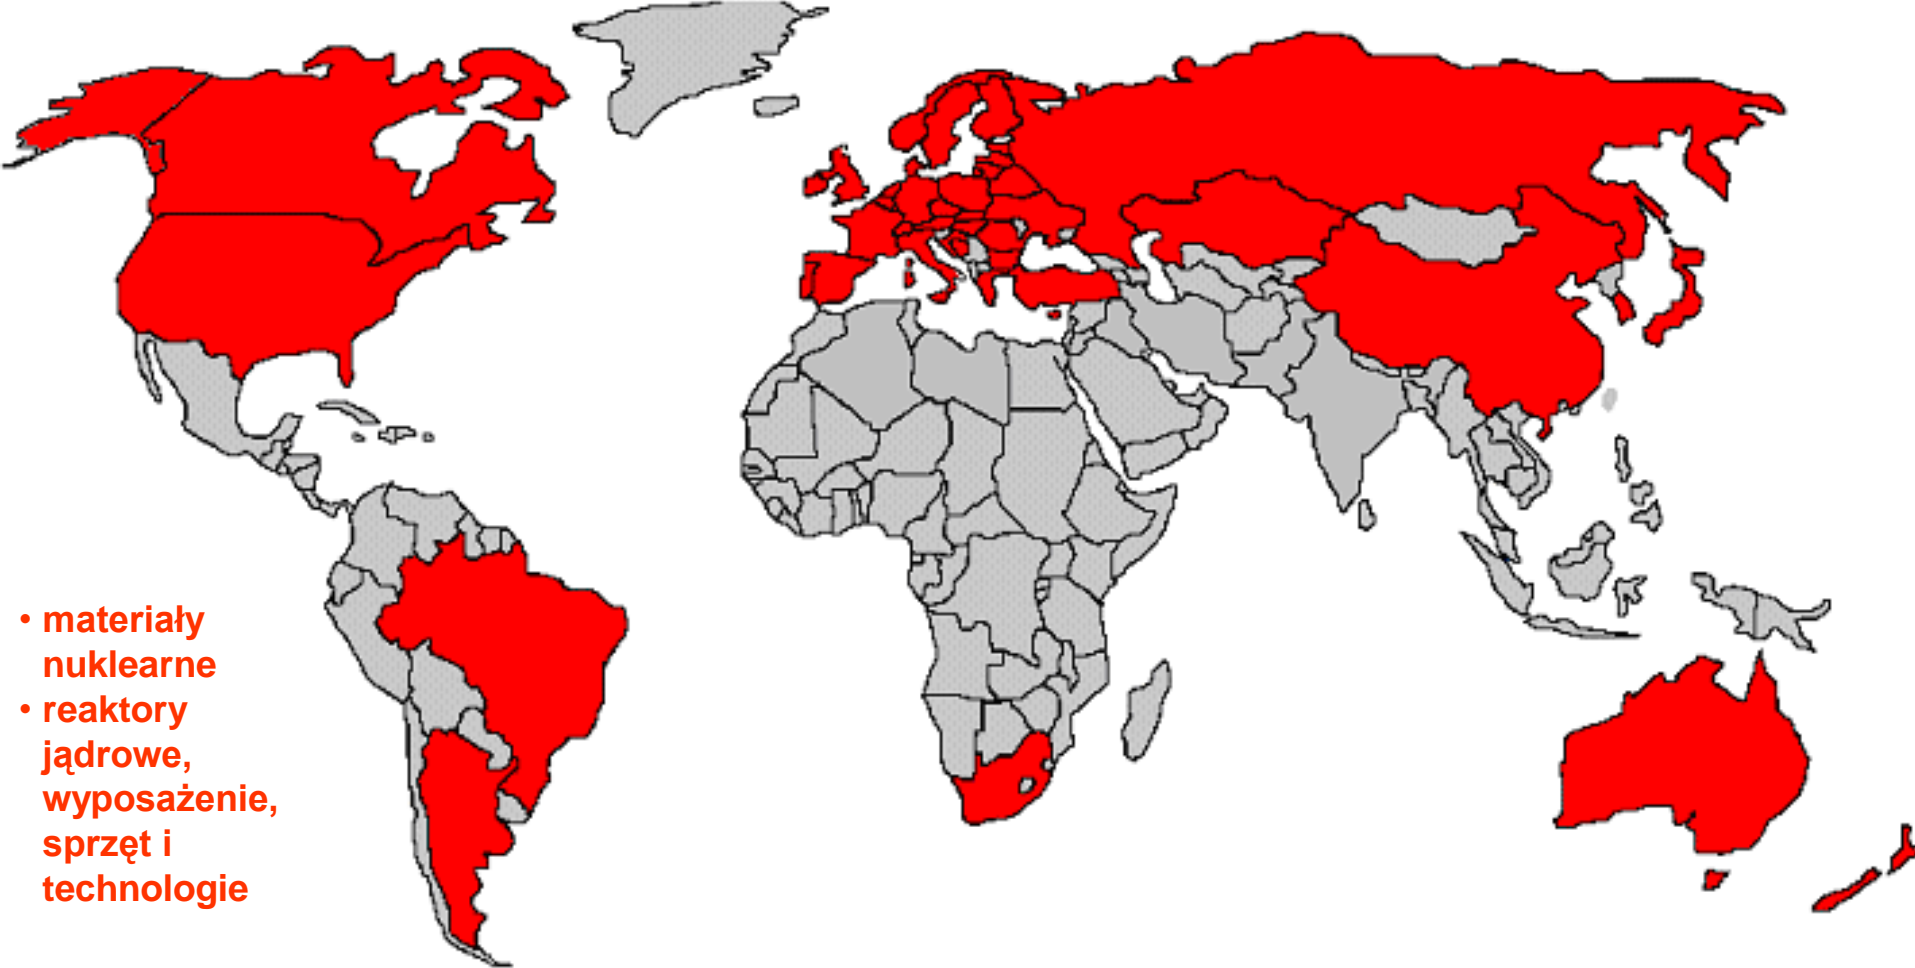 • materiały
nuklearne
• reaktory
jądrowe,
wyposażenie,
sprzęt i
technologie